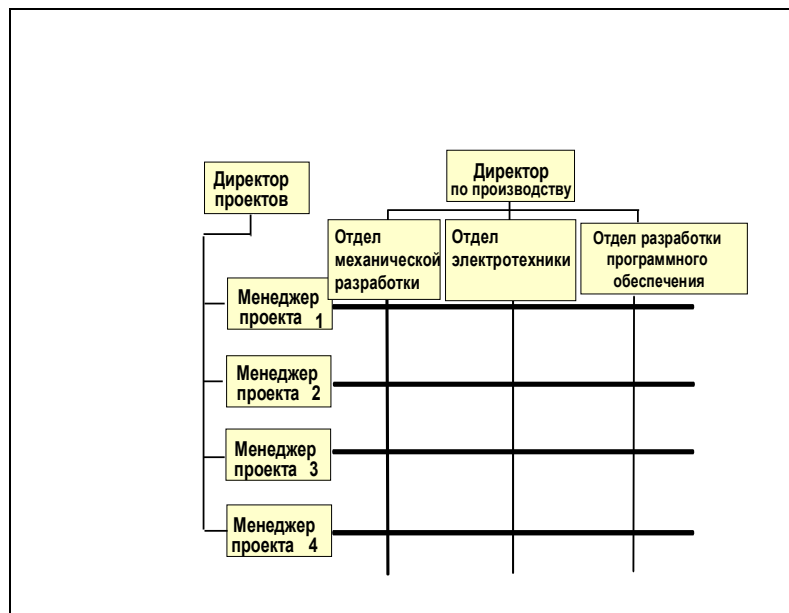 Директор
проектов
Директор
по производству
Отдел
механической
разработки
Отдел
электротехники
Отдел разработки
программного
обеспечения
Менеджер
проекта 1
Менеджер
проекта 2
Менеджер
проекта 3
Менеджер
проекта 4